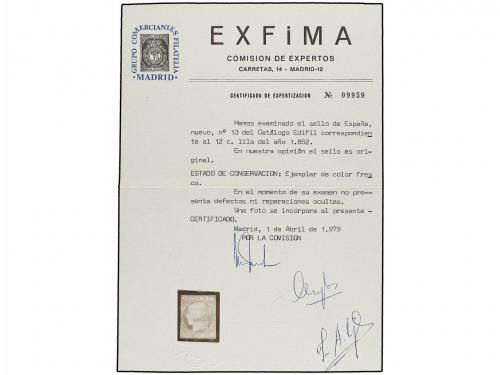 GRUPO COMERCIANTES FILATELIA
·MADRID·
EXFiMA
COMISION DE EXPERTOS
CARRETAS, 14 - MADRID-12
CERTIFICADO DE EXPERTIZACION № 09959
Hemos examinado el sello de España,
nuevo, nº 13 del Catálogo Edifil correspondien
te al 12 c. lila del año 1.852.
En nuestra opinión el sello es ori-
ginal.
ESTADO DE CONSERVACION: Ejemplar de color fres
co.
En el momento de su examen no pre-
senta defectos ni reparaciones ocultas.
Una foto se incorpora al presente -
CERTIFICADO.
Madrid, 1 de Abril de 1.979
POR LA COMISION